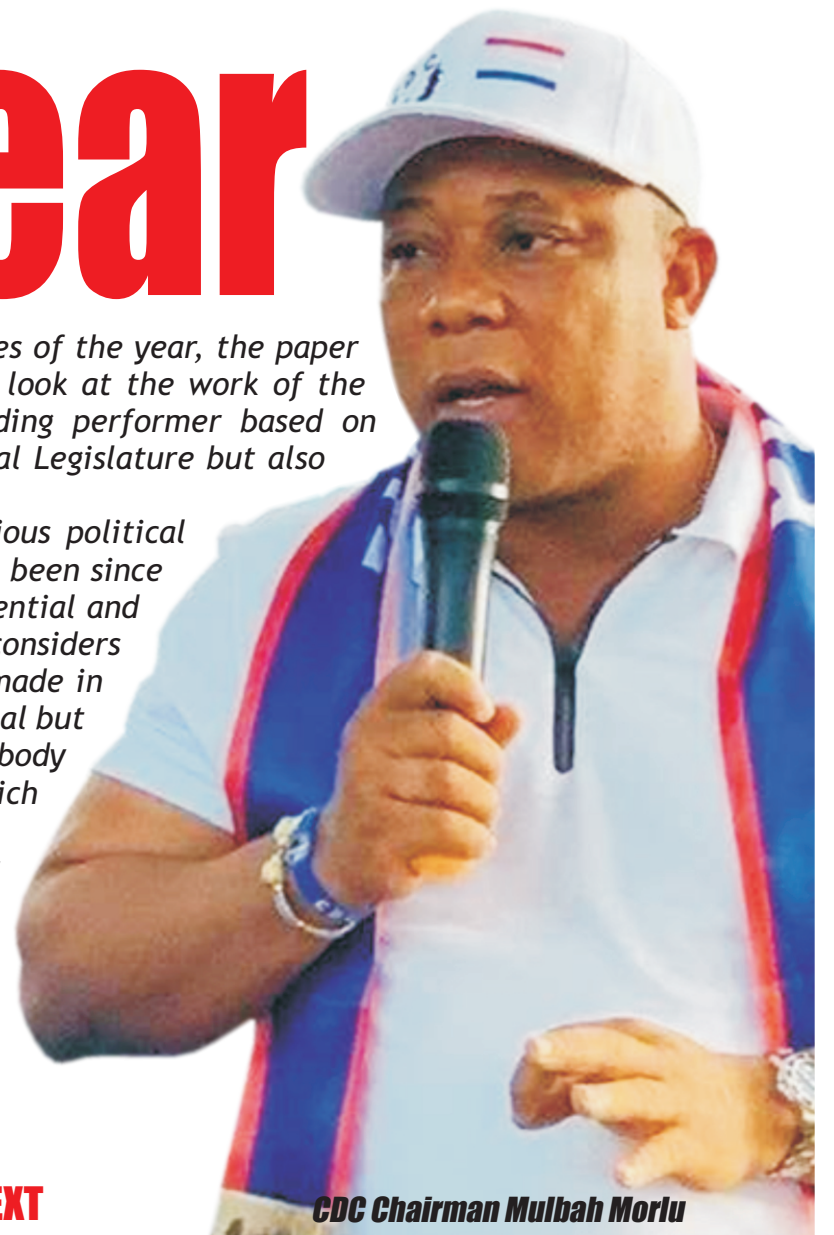 ear
es of the year, the paper
look at the work of the
ding performer based on
al Legislature but also
ious political
been since
ential and
considers
made in
al but
body
ich
EXT
CDC Chairman Mulbah Morlu